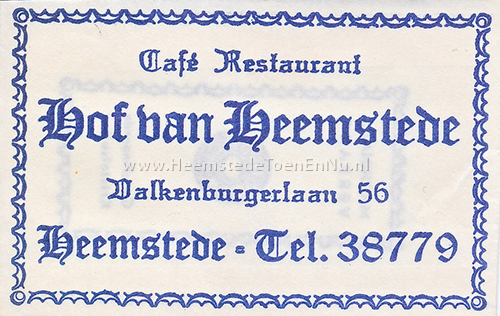 Café Restaurant
Hof van Heemstede
www.HeemstedeToenEnNu.nl
Valkenburgerlaan 56
Heemstede - Tel. 38779